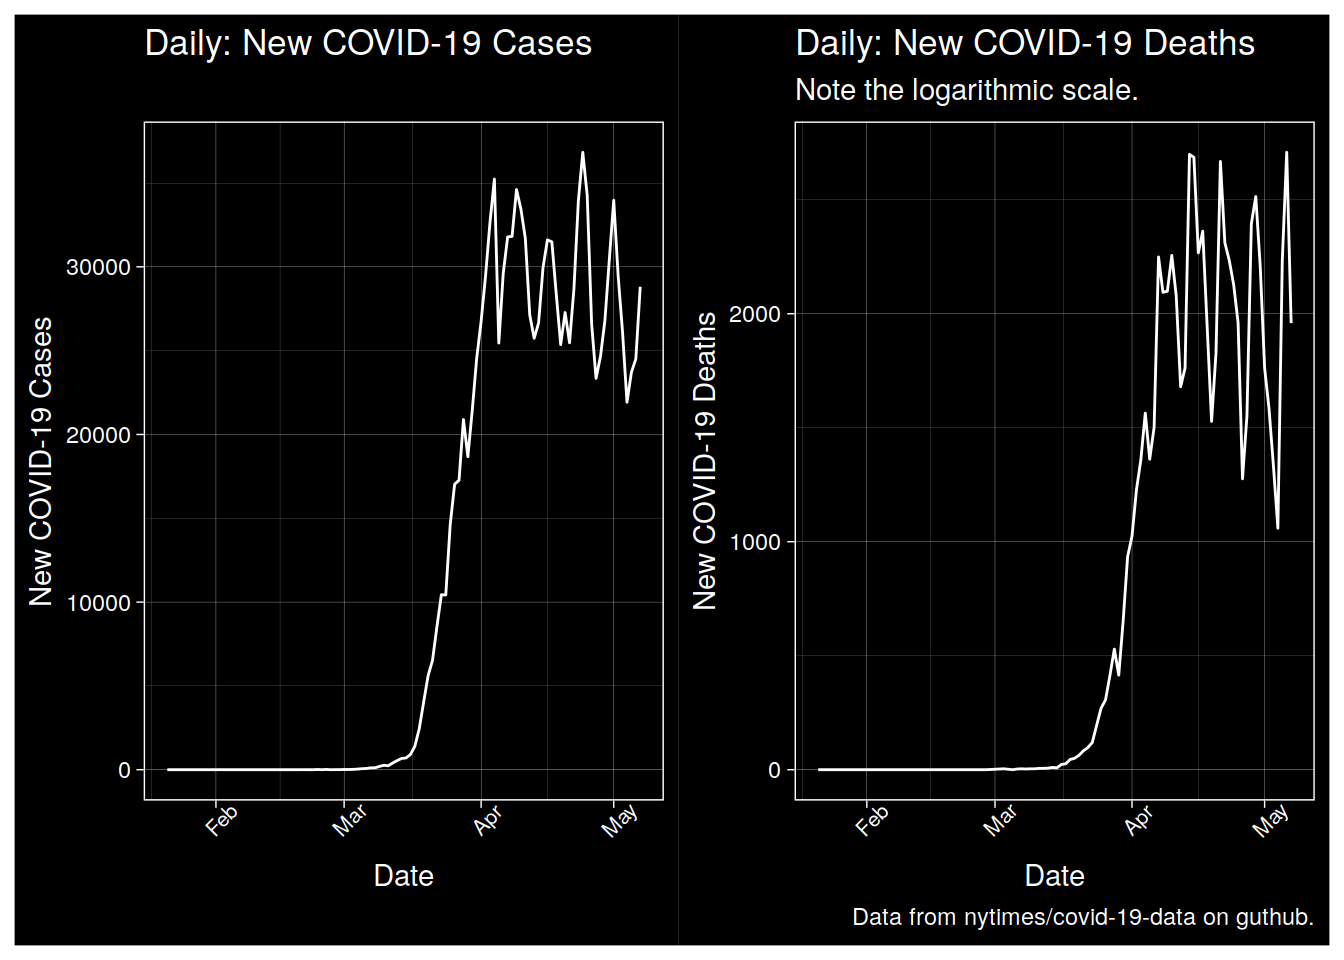 Daily: New COVID-19 Cases
New COVID-19 Cases
30000
20000
10000
0
Feb
Mar
Apr
May
Date
Daily: New COVID-19 Deaths
Note the logarithmic scale.
New COVID-19 Deaths
2000
1000
0
Feb
Mar
Apr
May
Date
Data from nytimes/covid-19-data on guthub.